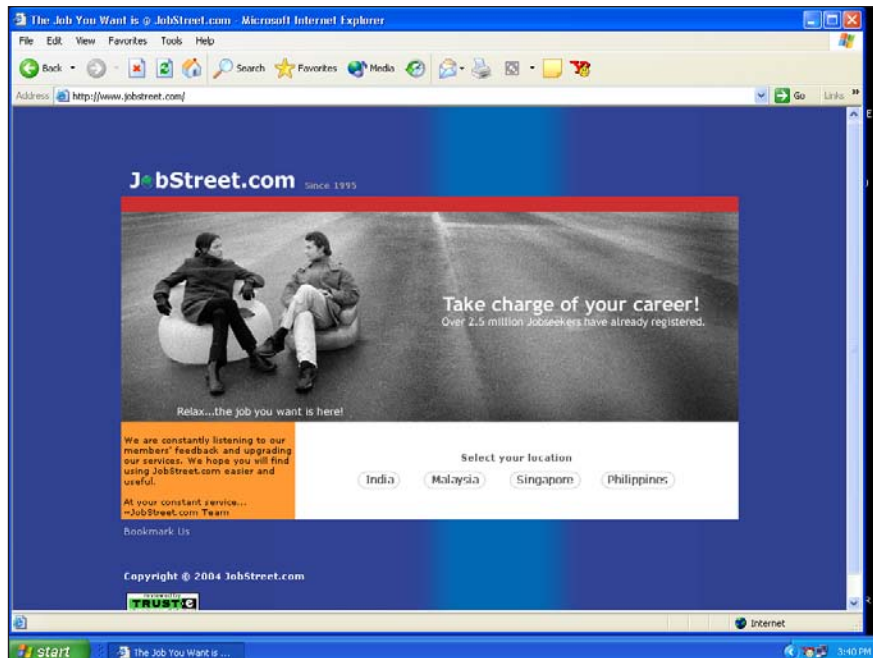 The Job You Want is @ JobStreet.com - Microsoft Internet Explorer
File Edit View Favorites Tools Help
Back Search Favorites Media
Address http://www.jobstreet.com/ Go Links »
JobStreet.com Since 1995
Take charge of your career!
Over 2.5 million Jobseekers have already registered.
Relax...the job you want is here!
We are constantly listening to our
members' feedback and upgrading
our services. We hope you will find
using JobStreet.com easier and
useful.
At your constant service...
~JobStreet.com Team
Select your location
India Malaysia Singapore Philippines
Bookmark Us
Copyright © 2004 JobStreet.com
reviewed by
TRUSTe
Internet
start The Job You Want is ... 3:40 PM